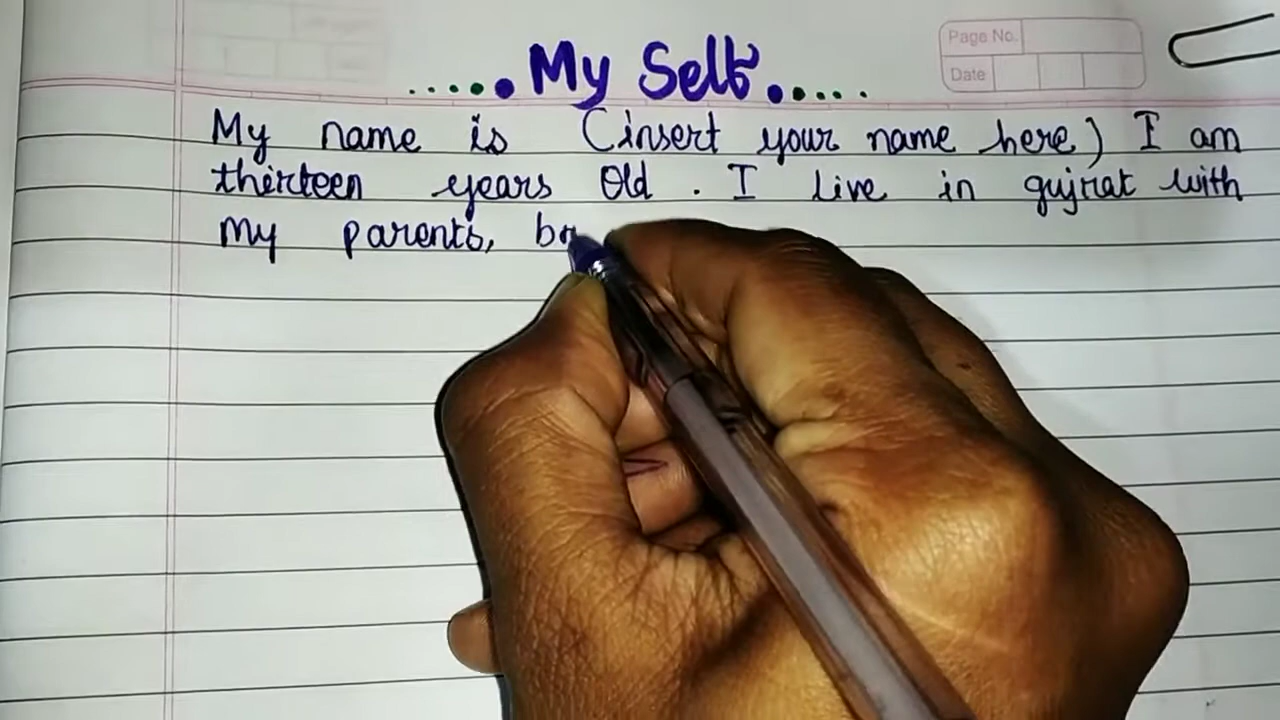 Page No.
Date
.....•My Self•.....
My name is (insert your name here) I am
thirteen years Old . I Live in gujrat with
My parents,